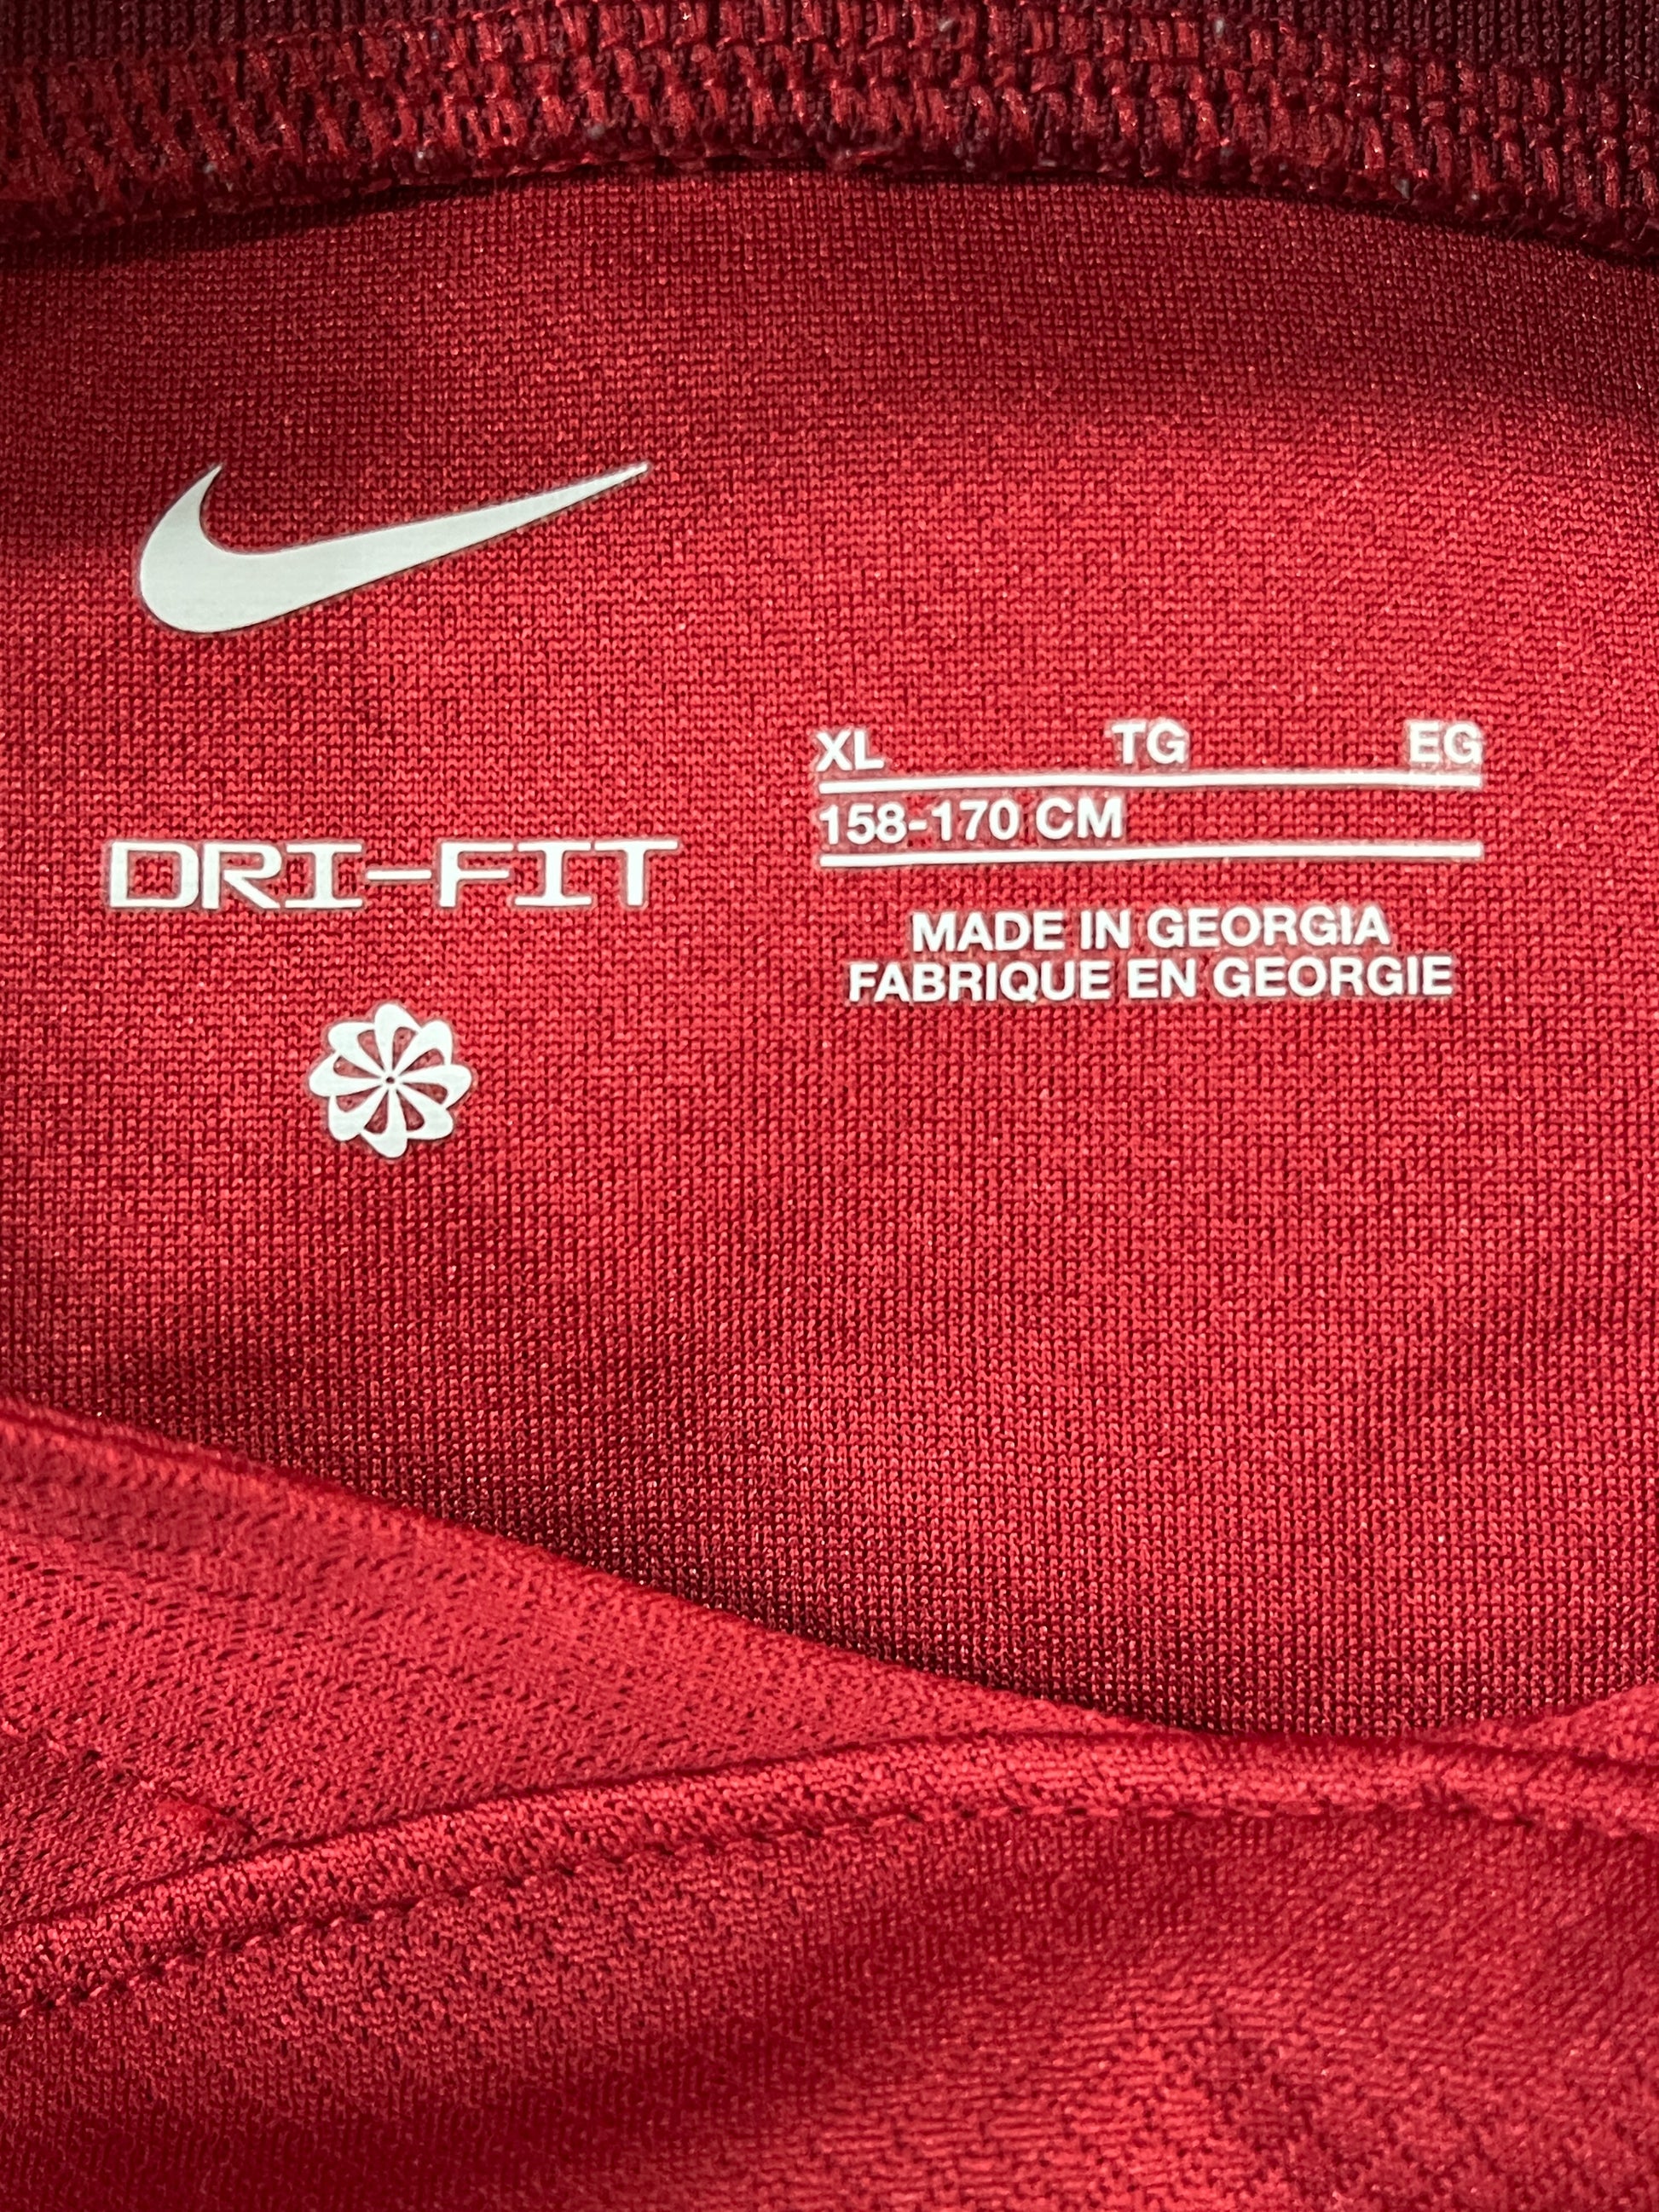 XL TG EG
158-170 CM
DRI-FIT
MADE IN GEORGIA
FABRIQUE EN GEORGIE